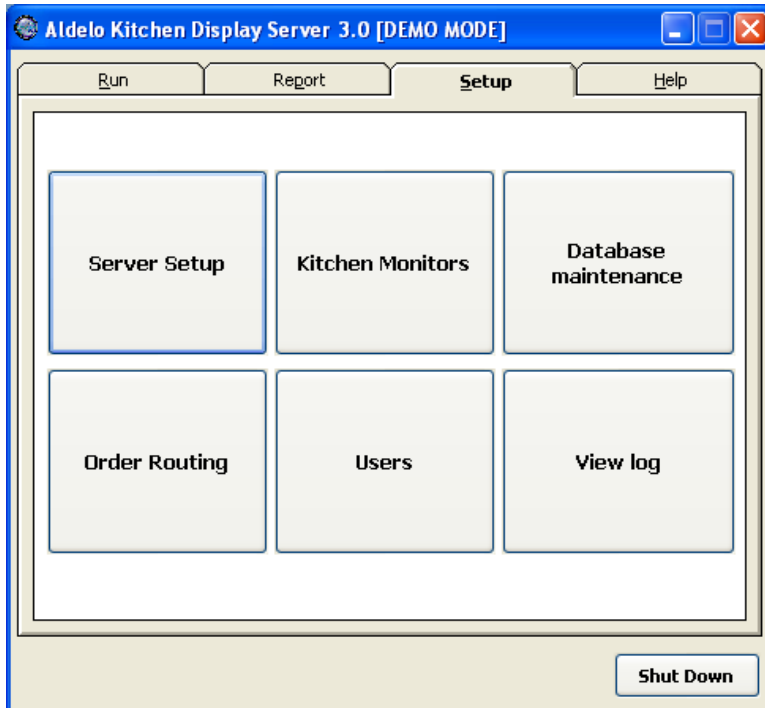 Aldelo Kitchen Display Server 3.0 [DEMO MODE]
Run
Report
Setup
Help
Server Setup
Kitchen Monitors
Database
maintenance
Order Routing
Users
View log
Shut Down